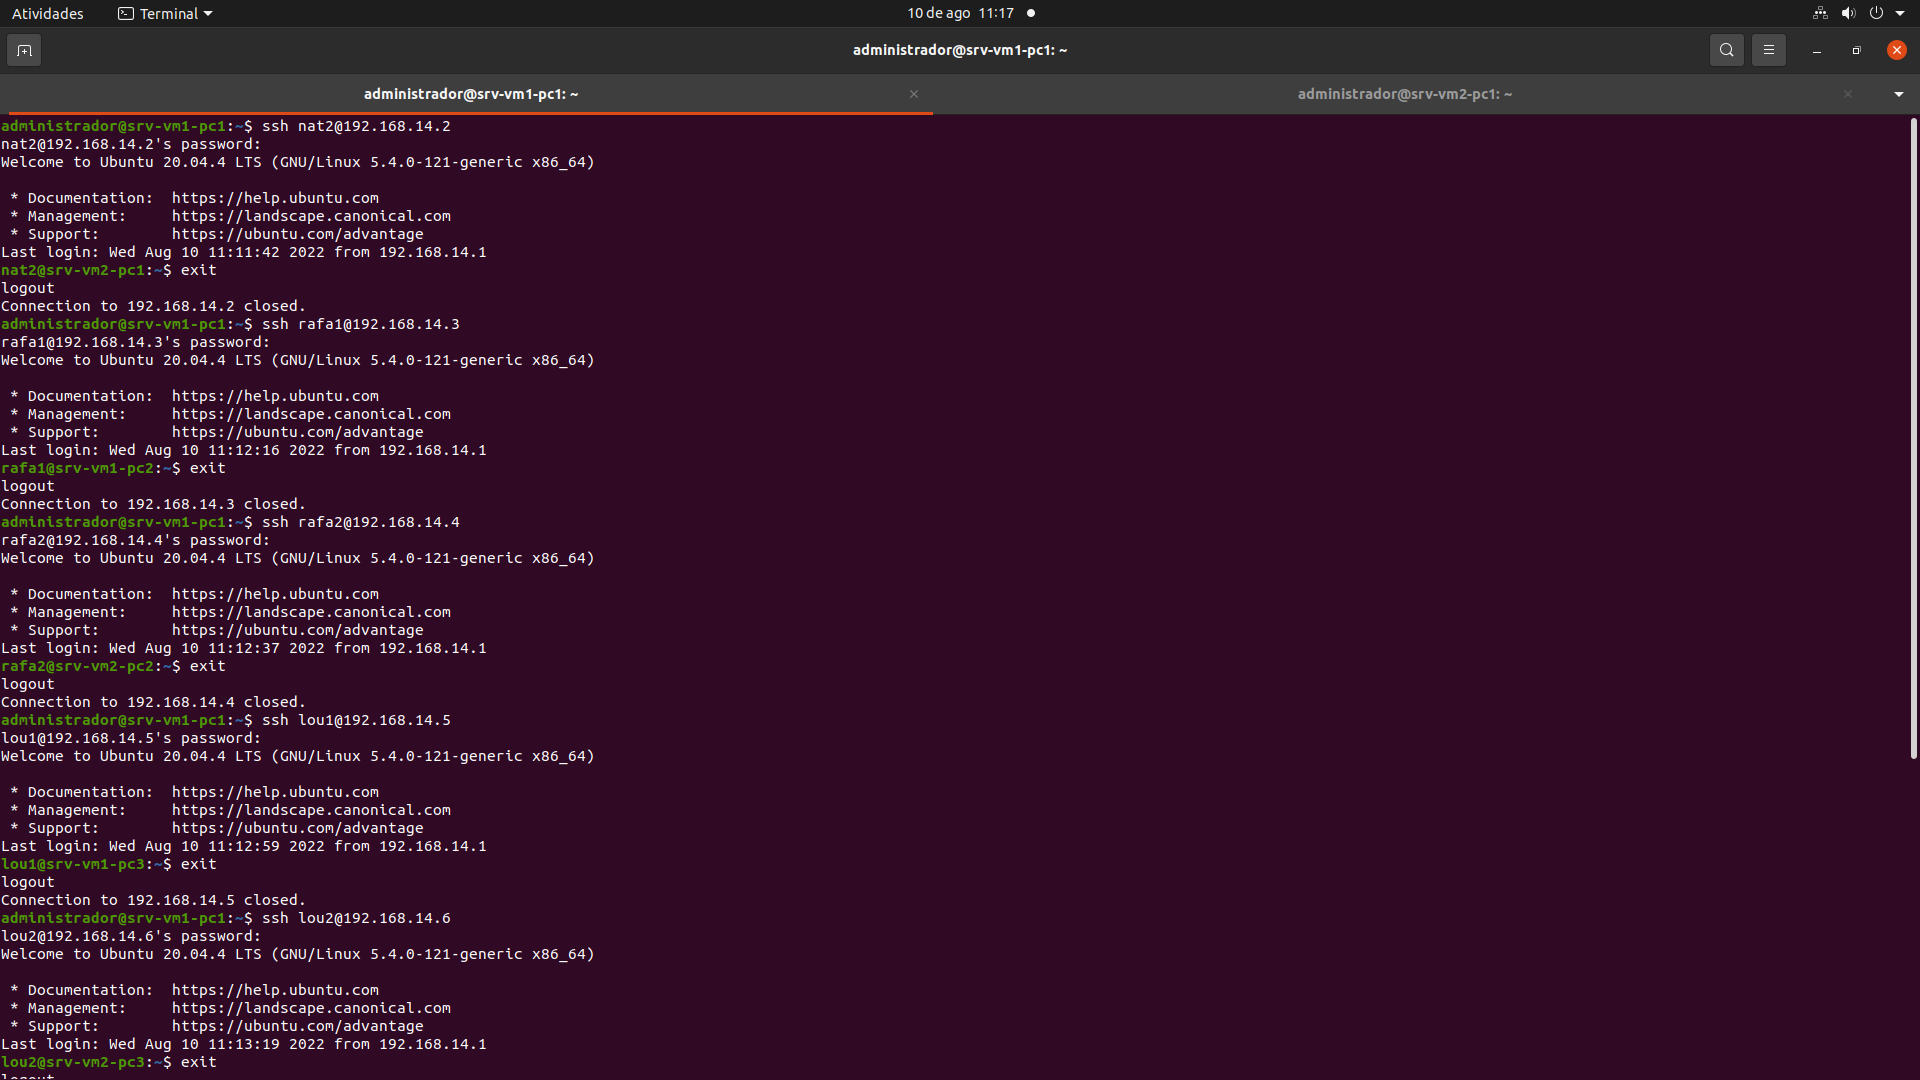 Atividades Terminal 10 de ago 11:17
administrador@srv-vm1-pc1: ~
administrador@srv-vm1-pc1: ~ administrador@srv-vm2-pc1: ~
administrador@srv-vm1-pc1:~$ ssh nat2@192.168.14.2
nat2@192.168.14.2's password:
Welcome to Ubuntu 20.04.4 LTS (GNU/Linux 5.4.0-121-generic x86_64)

 * Documentation:  https://help.ubuntu.com
 * Management:     https://landscape.canonical.com
 * Support:        https://ubuntu.com/advantage
Last login: Wed Aug 10 11:11:42 2022 from 192.168.14.1
nat2@srv-vm2-pc1:~$ exit
logout
Connection to 192.168.14.2 closed.
administrador@srv-vm1-pc1:~$ ssh rafa1@192.168.14.3
rafa1@192.168.14.3's password:
Welcome to Ubuntu 20.04.4 LTS (GNU/Linux 5.4.0-121-generic x86_64)

 * Documentation:  https://help.ubuntu.com
 * Management:     https://landscape.canonical.com
 * Support:        https://ubuntu.com/advantage
Last login: Wed Aug 10 11:12:16 2022 from 192.168.14.1
rafa1@srv-vm1-pc2:~$ exit
logout
Connection to 192.168.14.3 closed.
administrador@srv-vm1-pc1:~$ ssh rafa2@192.168.14.4
rafa2@192.168.14.4's password:
Welcome to Ubuntu 20.04.4 LTS (GNU/Linux 5.4.0-121-generic x86_64)

 * Documentation:  https://help.ubuntu.com
 * Management:     https://landscape.canonical.com
 * Support:        https://ubuntu.com/advantage
Last login: Wed Aug 10 11:12:37 2022 from 192.168.14.1
rafa2@srv-vm2-pc2:~$ exit
logout
Connection to 192.168.14.4 closed.
administrador@srv-vm1-pc1:~$ ssh lou1@192.168.14.5
lou1@192.168.14.5's password:
Welcome to Ubuntu 20.04.4 LTS (GNU/Linux 5.4.0-121-generic x86_64)

 * Documentation:  https://help.ubuntu.com
 * Management:     https://landscape.canonical.com
 * Support:        https://ubuntu.com/advantage
Last login: Wed Aug 10 11:12:59 2022 from 192.168.14.1
lou1@srv-vm1-pc3:~$ exit
logout
Connection to 192.168.14.5 closed.
administrador@srv-vm1-pc1:~$ ssh lou2@192.168.14.6
lou2@192.168.14.6's password:
Welcome to Ubuntu 20.04.4 LTS (GNU/Linux 5.4.0-121-generic x86_64)

 * Documentation:  https://help.ubuntu.com
 * Management:     https://landscape.canonical.com
 * Support:        https://ubuntu.com/advantage
Last login: Wed Aug 10 11:13:19 2022 from 192.168.14.1
lou2@srv-vm2-pc3:~$ exit
logout